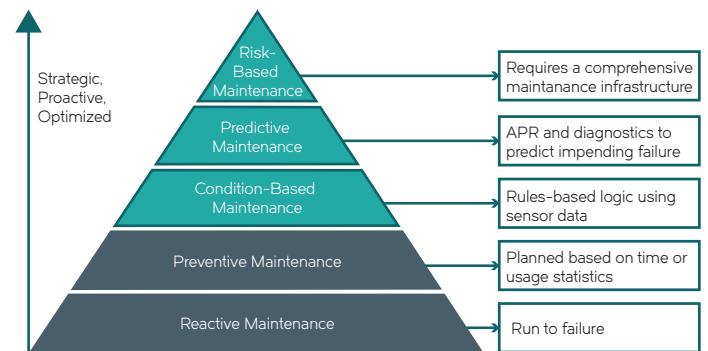 Strategic,
Proactive,
Optimized
Risk-
Based
Maintenance
Requires a comprehensive
maintanance infrastructure
Predictive
Maintenance
APR and diagnostics to
predict impending failure
Condition-Based
Maintenance
Rules-based logic using
sensor data
Preventive Maintenance
Planned based on time or
usage statistics
Reactive Maintenance
Run to failure